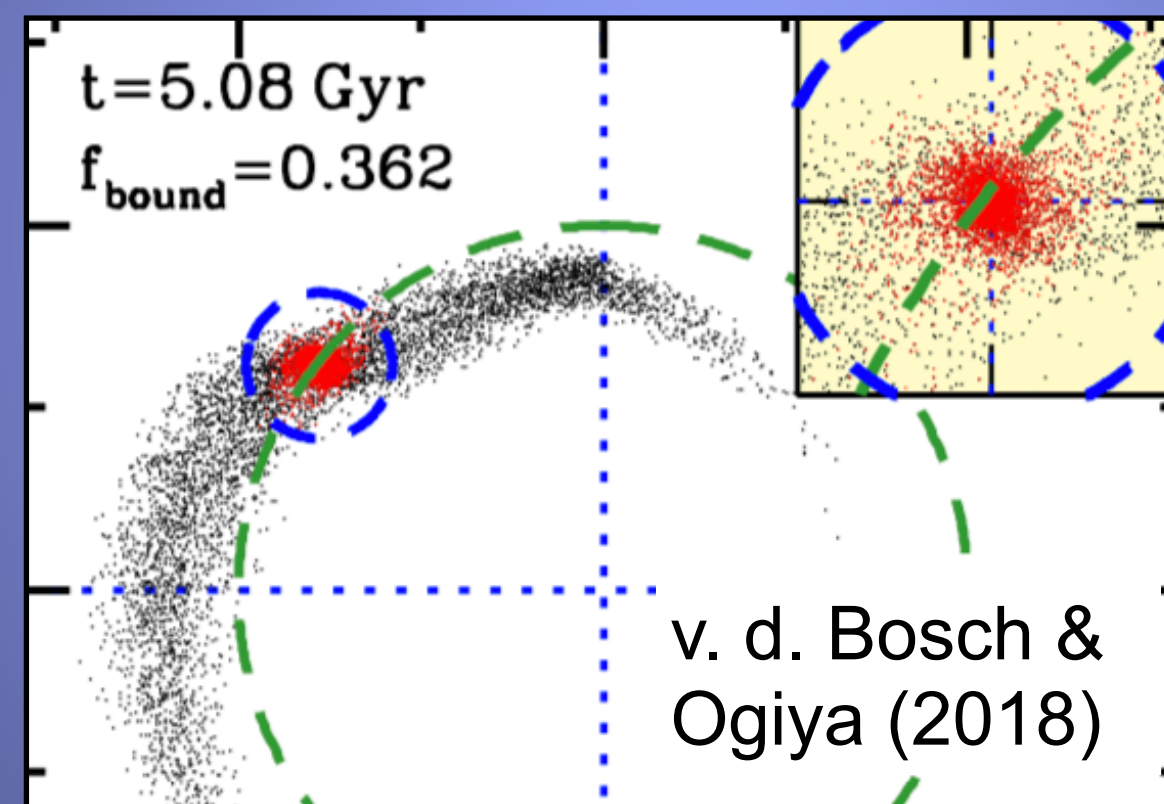 t=5.08 Gyr
f_bound=0.362
v. d. Bosch &
Ogiya (2018)